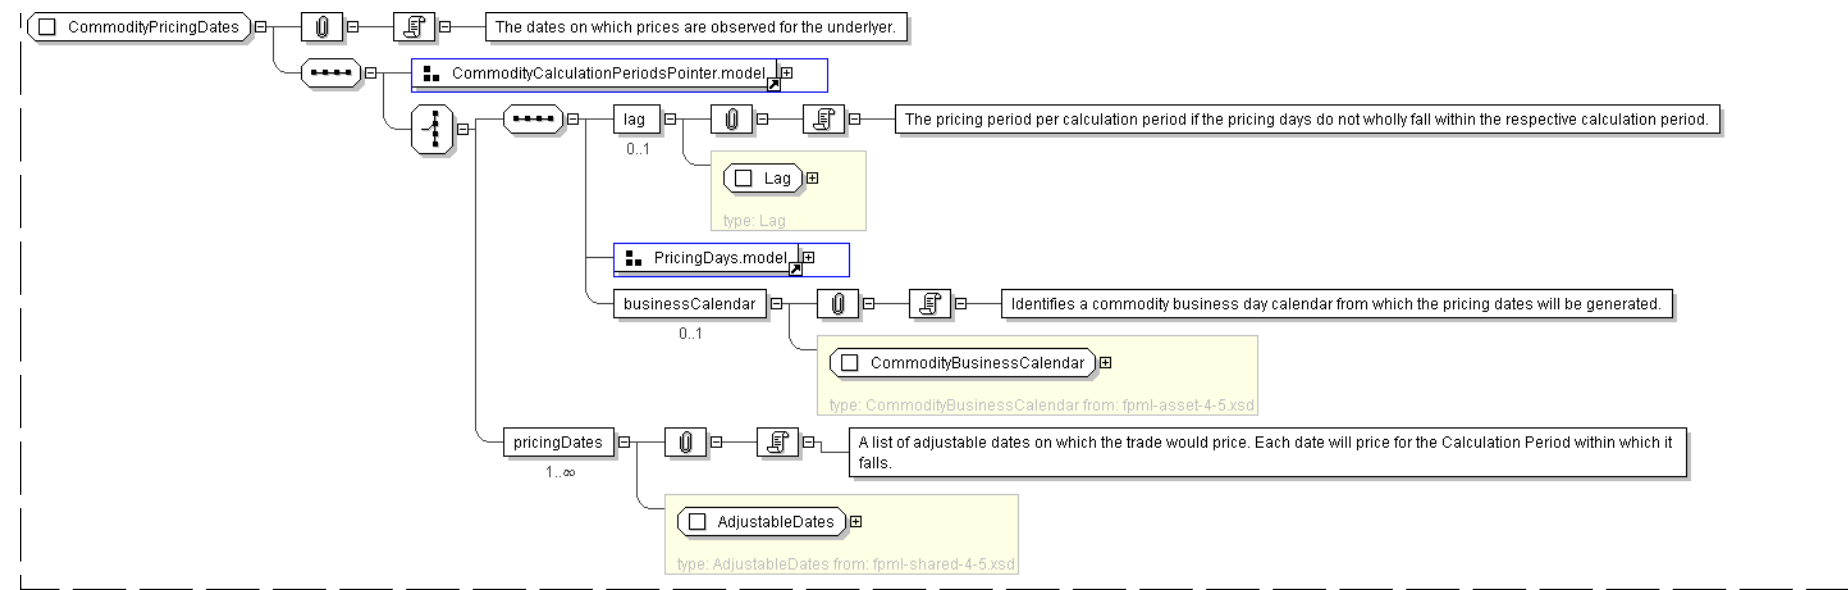 CommodityPricingDates
The dates on which prices are observed for the underlyer.
CommodityCalculationPeriodsPointer.model
lag
The pricing period per calculation period if the pricing days do not wholly fall within the respective calculation period.
0..1
Lag
type: Lag
PricingDays.model
businessCalendar
Identifies a commodity business day calendar from which the pricing dates will be generated.
0..1
CommodityBusinessCalendar
type: CommodityBusinessCalendar from: fpml-asset-4-5.xsd
pricingDates
A list of adjustable dates on which the trade would price. Each date will price for the Calculation Period within which it
falls.
1..∞
AdjustableDates
type: AdjustableDates from: fpml-shared-4-5.xsd